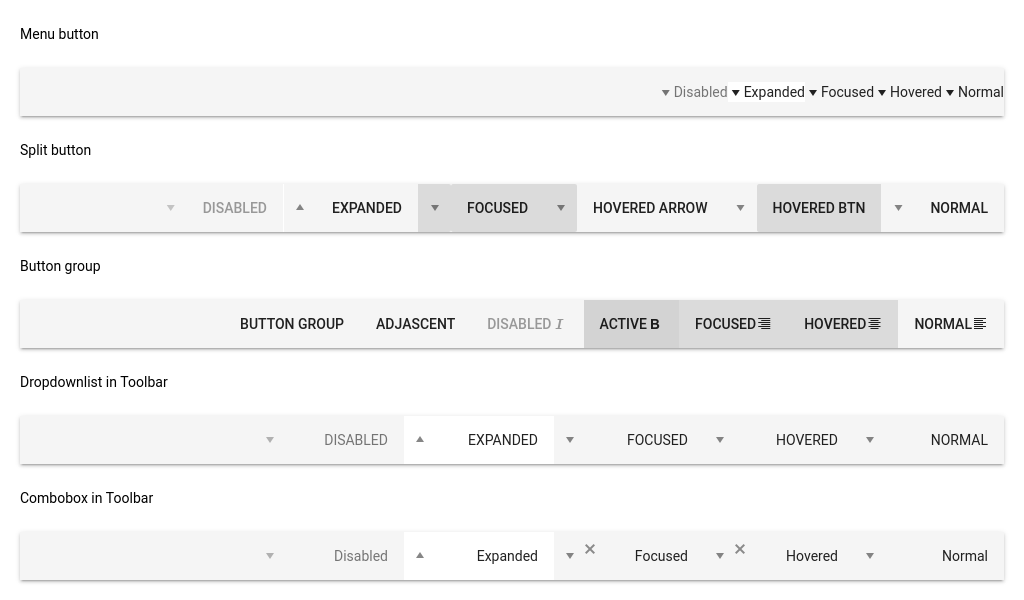 Menu button
Disabled Expanded Focused Hovered Normal
Split button
DISABLED EXPANDED FOCUSED HOVERED ARROW HOVERED BTN NORMAL
Button group
BUTTON GROUP ADJASCENT DISABLED I ACTIVE B FOCUSED HOVERED NORMAL
Dropdownlist in Toolbar
DISABLED EXPANDED FOCUSED HOVERED NORMAL
Combobox in Toolbar
Disabled Expanded Focused Hovered Normal